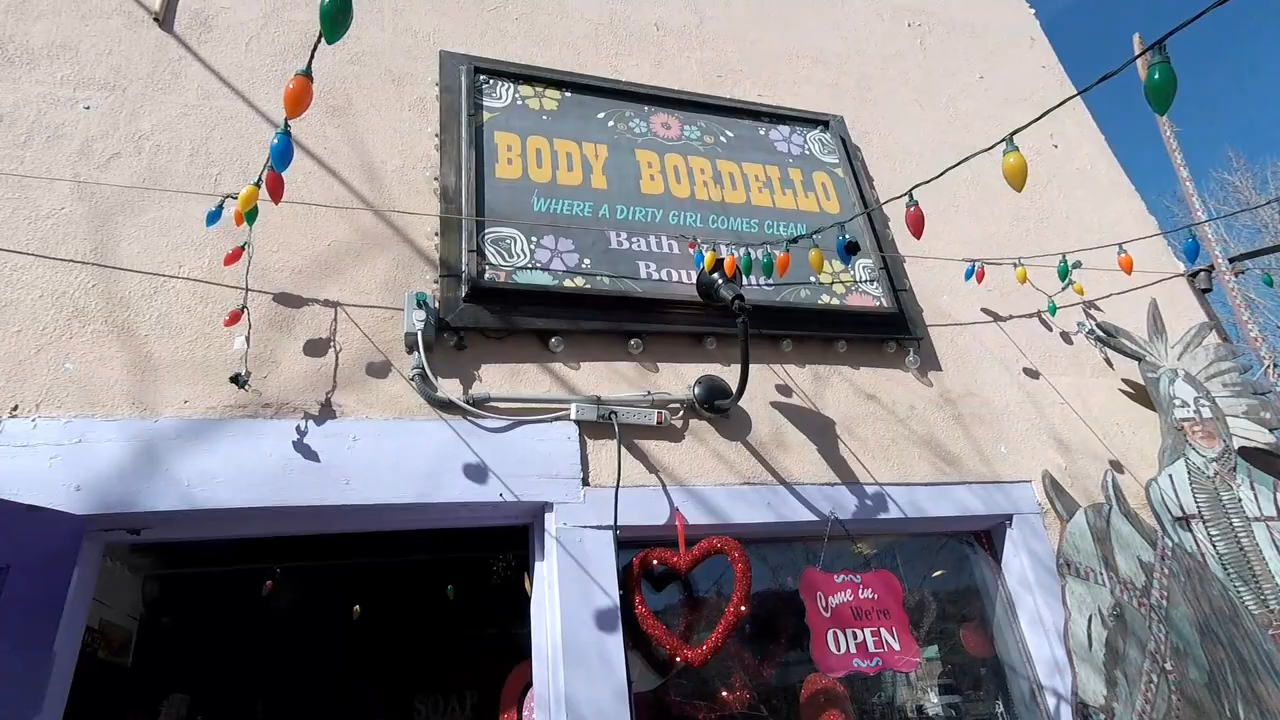 BODY BORDELLO
WHERE A DIRTY GIRL COMES CLEAN
Bath
Come in,
We're
OPEN
SOAP